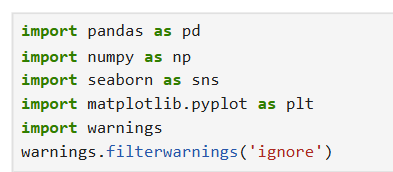 import pandas as pd
import numpy as np
import seaborn as sns
import matplotlib.pyplot as plt
import warnings
warnings.filterwarnings('ignore')